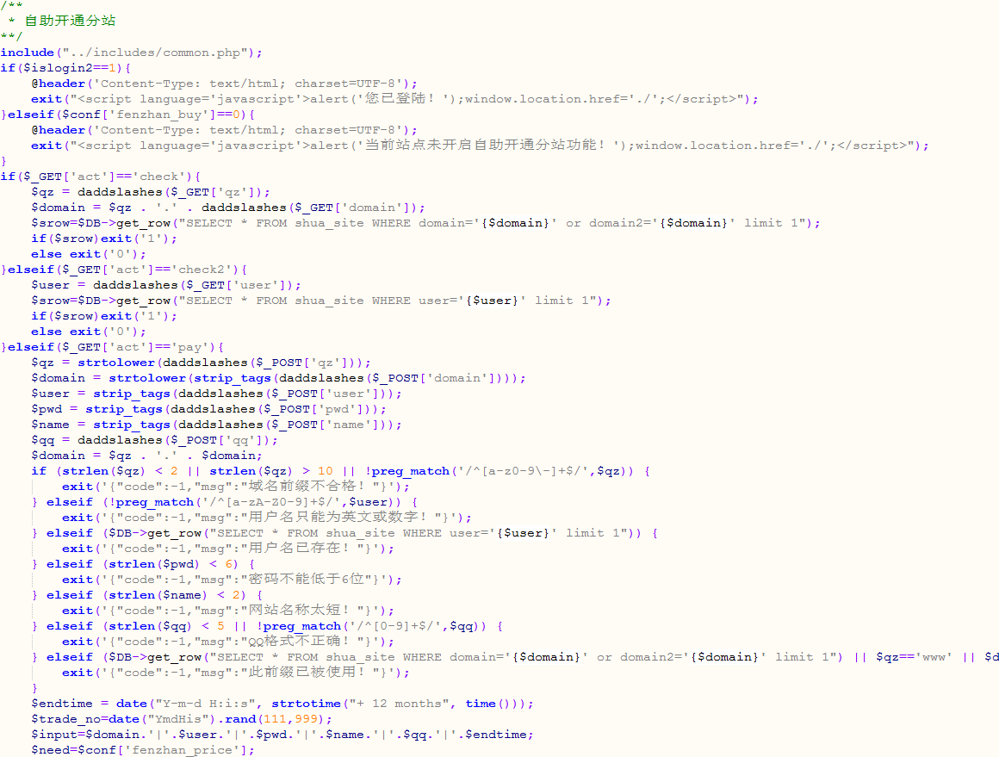 /**
 * 自助开通分站
**/
include("../includes/common.php");
if($islogin2==1){
    @header('Content-Type: text/html; charset=UTF-8');
    exit("<script language='javascript'>alert('您已登陆！');window.location.href='./';</script>");
}elseif($conf['fenzhan_buy']==0){
    @header('Content-Type: text/html; charset=UTF-8');
    exit("<script language='javascript'>alert('当前站点未开启自助开通分站功能！');window.location.href='./';</script>");
}
if($_GET['act']=='check'){
    $qz = daddslashes($_GET['qz']);
    $domain = $qz . '.' . daddslashes($_GET['domain']);
    $srow=$DB->get_row("SELECT * FROM shua_site WHERE domain='{$domain}' or domain2='{$domain}' limit 1");
    if($srow)exit('1');
    else exit('0');
}elseif($_GET['act']=='check2'){
    $user = daddslashes($_GET['user']);
    $srow=$DB->get_row("SELECT * FROM shua_site WHERE user='{$user}' limit 1");
    if($srow)exit('1');
    else exit('0');
}elseif($_GET['act']=='pay'){
    $qz = strtolower(daddslashes($_POST['qz']));
    $domain = strtolower(strip_tags(daddslashes($_POST['domain'])));
    $user = strip_tags(daddslashes($_POST['user']));
    $pwd = strip_tags(daddslashes($_POST['pwd']));
    $name = strip_tags(daddslashes($_POST['name']));
    $qq = daddslashes($_POST['qq']);
    $domain = $qz . '.' . $domain;
    if (strlen($qz) < 2 || strlen($qz) > 10 || !preg_match('/^[a-z0-9\-]+$/',$qz)) {
        exit('{"code":-1,"msg":"域名前缀不合格！"}');
    } elseif (!preg_match('/^[a-zA-Z0-9]+$/',$user)) {
        exit('{"code":-1,"msg":"用户名只能为英文或数字！"}');
    } elseif ($DB->get_row("SELECT * FROM shua_site WHERE user='{$user}' limit 1")) {
        exit('{"code":-1,"msg":"用户名已存在！"}');
    } elseif (strlen($pwd) < 6) {
        exit('{"code":-1,"msg":"密码不能低于6位"}');
    } elseif (strlen($name) < 2) {
        exit('{"code":-1,"msg":"网站名称太短！"}');
    } elseif (strlen($qq) < 5 || !preg_match('/^[0-9]+$/',$qq)) {
        exit('{"code":-1,"msg":"QQ格式不正确！"}');
    } elseif ($DB->get_row("SELECT * FROM shua_site WHERE domain='{$domain}' or domain2='{$domain}' limit 1") || $qz=='www' || $d
        exit('{"code":-1,"msg":"此前缀已被使用！"}');
    }
    $endtime = date("Y-m-d H:i:s", strtotime("+ 12 months", time()));
    $trade_no=date("YmdHis").rand(111,999);
    $input=$domain.'|'.$user.'|'.$pwd.'|'.$name.'|'.$qq.'|'.$endtime;
    $need=$conf['fenzhan_price'];